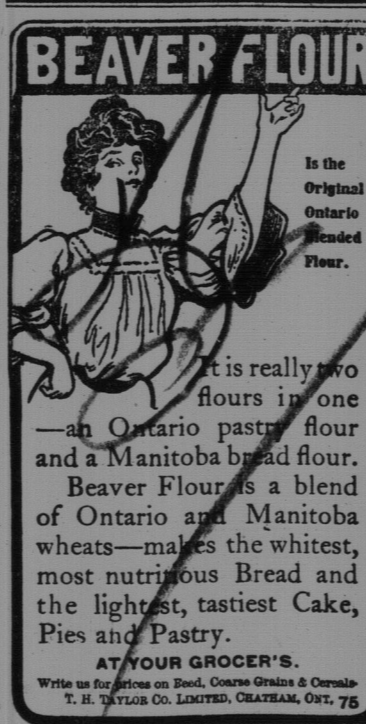 BEAVER FLOUR
Is the
Original
Ontario
Blended
Flour.
It is really two
flours in one
—an Ontario pastry flour
and a Manitoba bread flour.
Beaver Flour is a blend
of Ontario and Manitoba
wheats—makes the whitest,
most nutritious Bread and
the lightest, tastiest Cake,
Pies and Pastry.
AT YOUR GROCER'S.
Write us for prices on Feed, Coarse Grains & Cereals.
T. H. TAYLOR CO. LIMITED, CHATHAM, ONT. 75